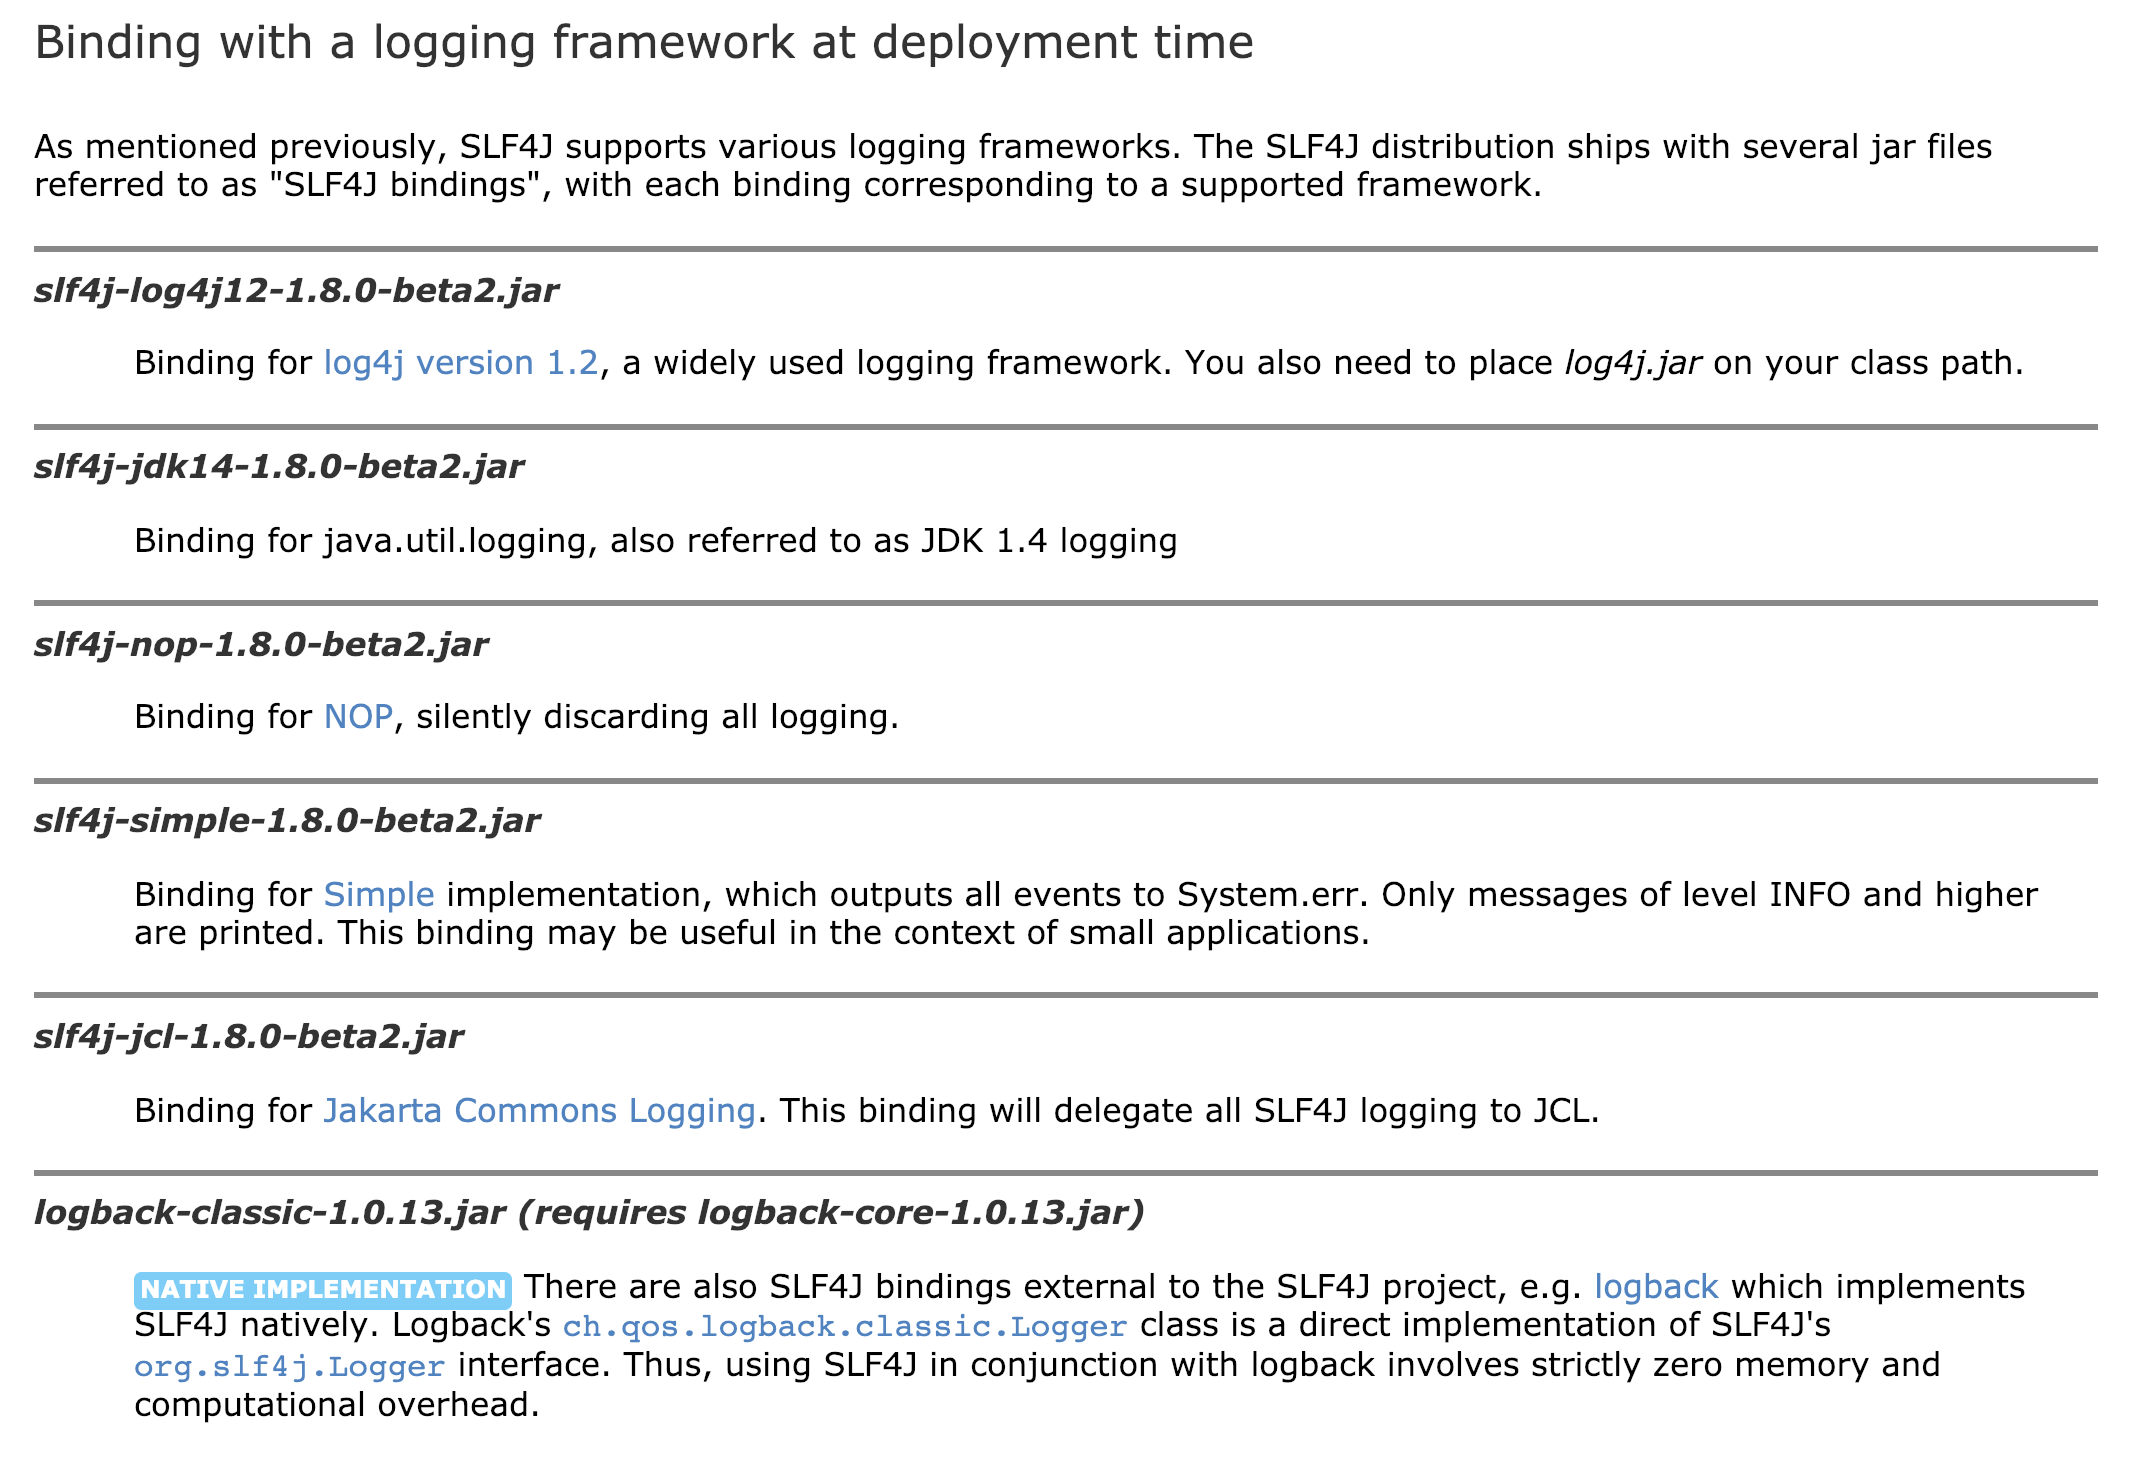 Binding with a logging framework at deployment time
As mentioned previously, SLF4J supports various logging frameworks. The SLF4J distribution ships with several jar files
referred to as "SLF4J bindings", with each binding corresponding to a supported framework.
slf4j-log4j12-1.8.0-beta2.jar
Binding for log4j version 1.2, a widely used logging framework. You also need to place log4j.jar on your class path.
slf4j-jdk14-1.8.0-beta2.jar
Binding for java.util.logging, also referred to as JDK 1.4 logging
slf4j-nop-1.8.0-beta2.jar
Binding for NOP, silently discarding all logging.
slf4j-simple-1.8.0-beta2.jar
Binding for Simple implementation, which outputs all events to System.err. Only messages of level INFO and higher
are printed. This binding may be useful in the context of small applications.
slf4j-jcl-1.8.0-beta2.jar
Binding for Jakarta Commons Logging. This binding will delegate all SLF4J logging to JCL.
logback-classic-1.0.13.jar (requires logback-core-1.0.13.jar)
NATIVE IMPLEMENTATION There are also SLF4J bindings external to the SLF4J project, e.g. logback which implements
SLF4J natively. Logback's ch.qos.logback.classic.Logger class is a direct implementation of SLF4J's
org.slf4j.Logger interface. Thus, using SLF4J in conjunction with logback involves strictly zero memory and
computational overhead.